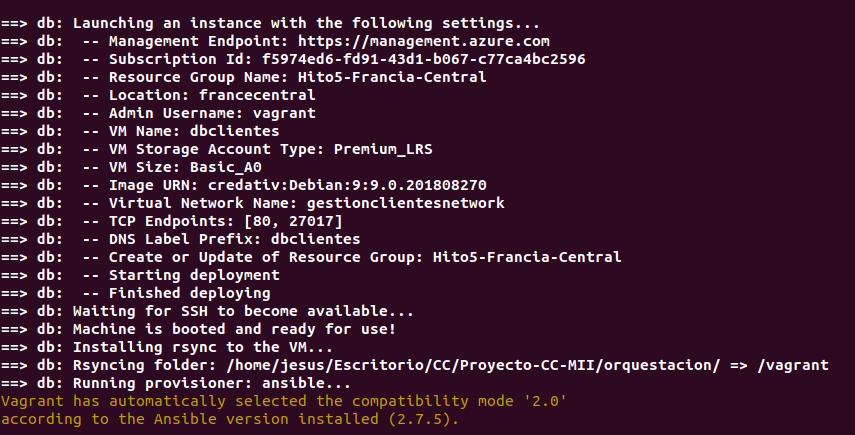 ==> db: Launching an instance with the following settings...
==> db:  -- Management Endpoint: https://management.azure.com
==> db:  -- Subscription Id: f5974ed6-fd91-43d1-b067-c77ca4bc2596
==> db:  -- Resource Group Name: Hito5-Francia-Central
==> db:  -- Location: francecentral
==> db:  -- Admin Username: vagrant
==> db:  -- VM Name: dbclientes
==> db:  -- VM Storage Account Type: Premium_LRS
==> db:  -- VM Size: Basic_A0
==> db:  -- Image URN: credativ:Debian:9:9.0.201808270
==> db:  -- Virtual Network Name: gestionclientesnetwork
==> db:  -- TCP Endpoints: [80, 27017]
==> db:  -- DNS Label Prefix: dbclientes
==> db:  -- Create or Update of Resource Group: Hito5-Francia-Central
==> db:  -- Starting deployment
==> db:  -- Finished deploying
==> db: Waiting for SSH to become available...
==> db: Machine is booted and ready for use!
==> db: Installing rsync to the VM...
==> db: Rsyncing folder: /home/jesus/Escritorio/CC/Proyecto-CC-MII/orquestacion/ => /vagrant
==> db: Running provisioner: ansible...
Vagrant has automatically selected the compatibility mode '2.0'
according to the Ansible version installed (2.7.5).